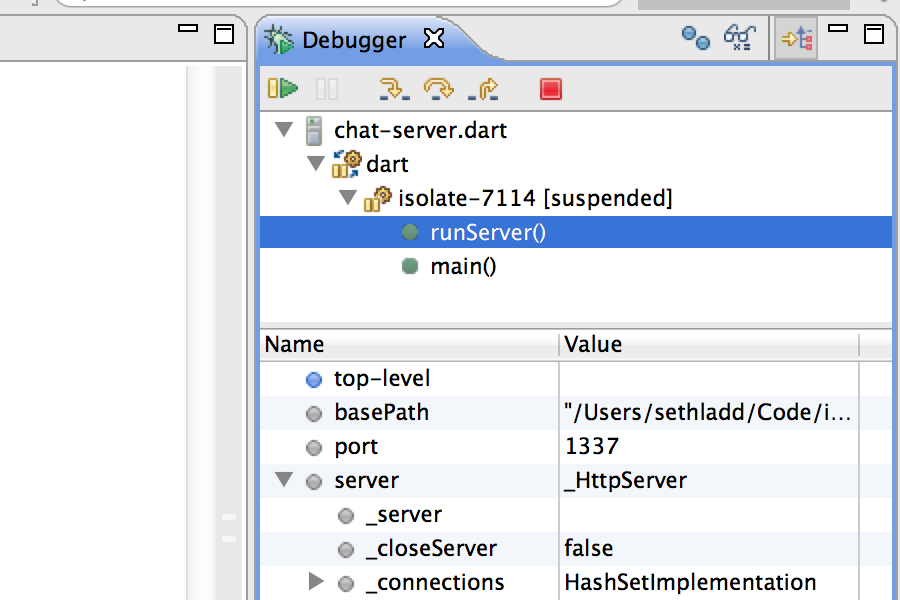 Debugger
chat-server.dart
dart
isolate-7114 [suspended]
runServer()
main()
Name Value
top-level
basePath "/Users/sethladd/Code/i...
port 1337
server _HttpServer
_server
_closeServer false
_connections HashSetImplementation